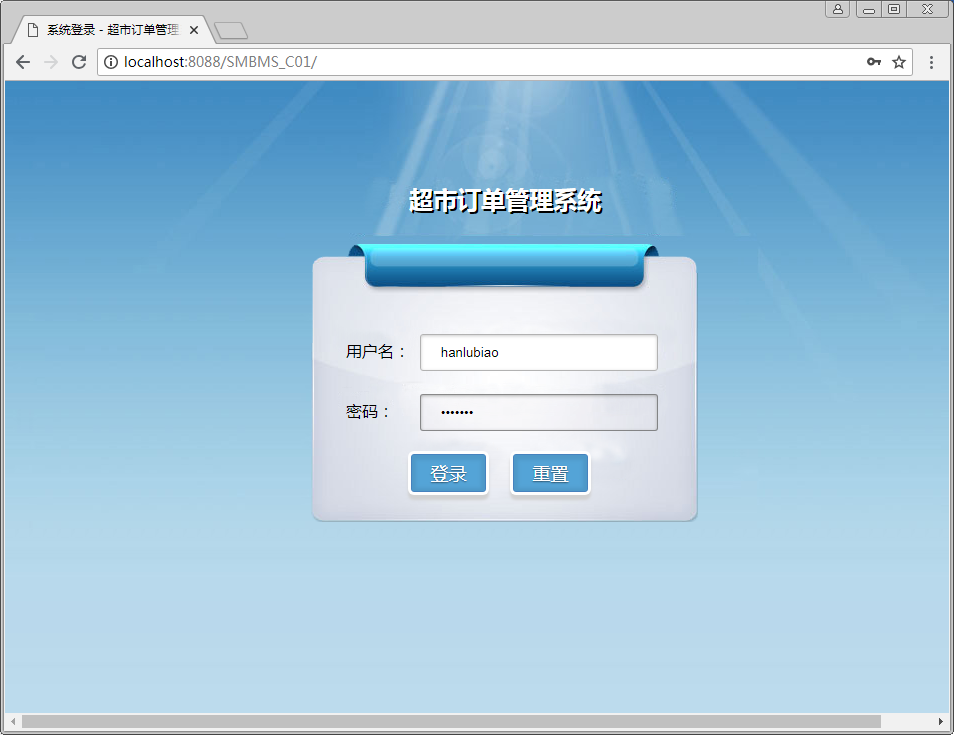 系统登录 - 超市订单管理
localhost:8088/SMBMS_C01/
超市订单管理系统
用户名：
hanlubiao
密码：
•••••••
登录
重置